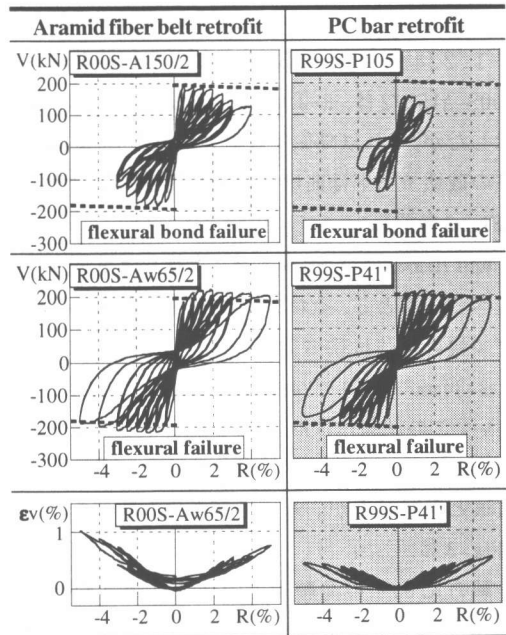 Aramid fiber belt retrofit
PC bar retrofit
V(kN)
R00S-A150/2
200
100
0
-100
-200
-300
flexural bond failure
R99S-P105
flexural bond failure
V(kN)
R00S-Aw65/2
200
100
0
-100
-200
-300
flexural failure
-4 -2 0 2 R(%)
R99S-P41'
flexural failure
-4 -2 0 2 R(%)
εv(%)
R00S-Aw65/2
1
0
-4 -2 0 2 R(%)
R99S-P41'
-4 -2 0 2 R(%)